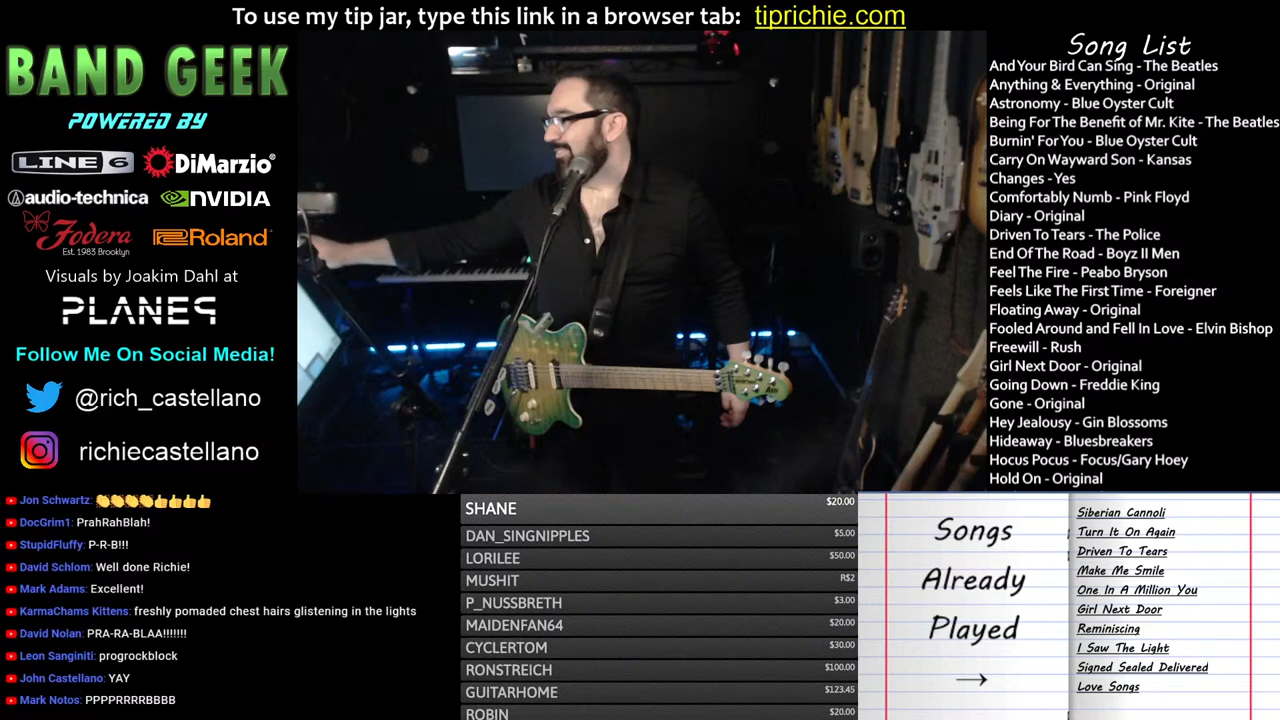 To use my tip jar, type this link in a browser tab: tiprichie.com
BAND GEEK
POWERED BY
LINE 6
DiMarzio
audio-technica
NVIDIA
Fodera
Est. 1983 Brooklyn
Roland
Visuals by Joakim Dahl at
PLANE9
Follow Me On Social Media!
@rich_castellano
richiecastellano
Song List
And Your Bird Can Sing - The Beatles
Anything & Everything - Original
Astronomy - Blue Oyster Cult
Being For The Benefit of Mr. Kite - The Beatles
Burnin' For You - Blue Oyster Cult
Carry On Wayward Son - Kansas
Changes - Yes
Comfortably Numb - Pink Floyd
Diary - Original
Driven To Tears - The Police
End Of The Road - Boyz II Men
Feel The Fire - Peabo Bryson
Feels Like The First Time - Foreigner
Floating Away - Original
Fooled Around and Fell In Love - Elvin Bishop
Freewill - Rush
Girl Next Door - Original
Going Down - Freddie King
Gone - Original
Hey Jealousy - Gin Blossoms
Hideaway - Bluesbreakers
Hocus Pocus - Focus/Gary Hoey
Hold On - Original
Jon Schwartz:
DocGrim1: PrahRahBlah!
StupidFluffy: P-R-B!!!
David Schlom: Well done Richie!
Mark Adams: Excellent!
KarmaChams Kittens: freshly pomaded chest hairs glistening in the lights
David Nolan: PRA-RA-BLAA!!!!!!!
Leon Sanginiti: progrockblock
John Castellano: YAY
Mark Notos: PPPPRRRRBBBB
SHANE $20.00
DAN_SINGNIPPLES $5.00
LORILEE $50.00
MUSHIT R$2
P_NUSSBRETH $3.00
MAIDENFAN64 $20.00
CYCLERTOM $30.00
RONSTREICH $100.00
GUITARHOME $123.45
ROBIN $20.00
Songs
Already
Played
→
Siberian Cannoli
Turn It On Again
Driven To Tears
Make Me Smile
One In A Million You
Girl Next Door
Reminiscing
I Saw The Light
Signed Sealed Delivered
Love Songs